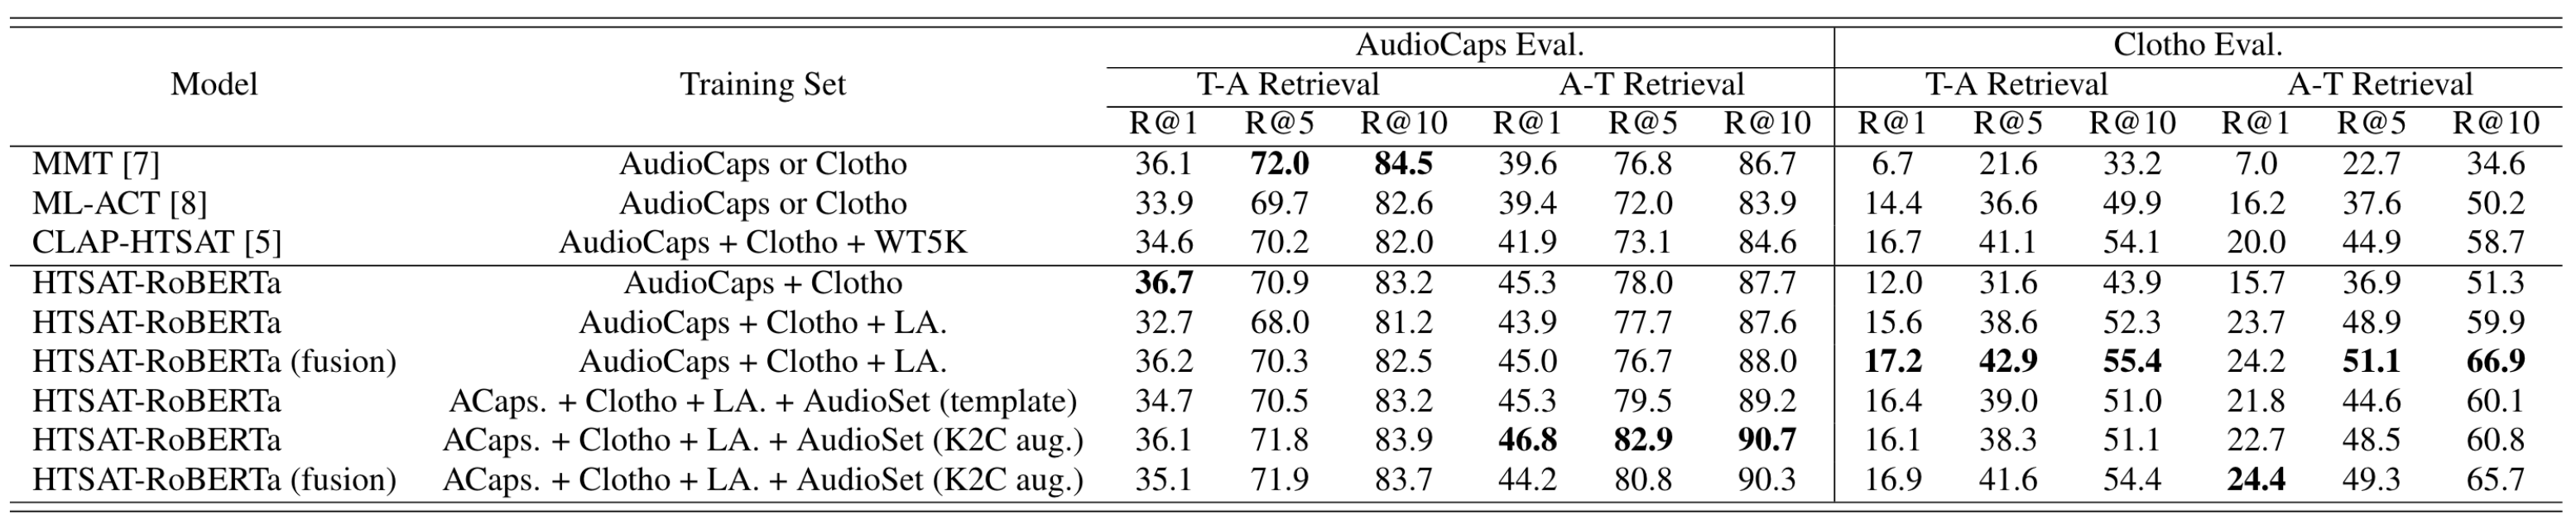 AudioCaps Eval. Clotho Eval.
Model Training Set T-A Retrieval A-T Retrieval T-A Retrieval A-T Retrieval
R@1 R@5 R@10 R@1 R@5 R@10 R@1 R@5 R@10 R@1 R@5 R@10
MMT [7] AudioCaps or Clotho 36.1 72.0 84.5 39.6 76.8 86.7 6.7 21.6 33.2 7.0 22.7 34.6
ML-ACT [8] AudioCaps or Clotho 33.9 69.7 82.6 39.4 72.0 83.9 14.4 36.6 49.9 16.2 37.6 50.2
CLAP-HTSAT [5] AudioCaps + Clotho + WT5K 34.6 70.2 82.0 41.9 73.1 84.6 16.7 41.1 54.1 20.0 44.9 58.7
HTSAT-RoBERTa AudioCaps + Clotho 36.7 70.9 83.2 45.3 78.0 87.7 12.0 31.6 43.9 15.7 36.9 51.3
HTSAT-RoBERTa AudioCaps + Clotho + LA. 32.7 68.0 81.2 43.9 77.7 87.6 15.6 38.6 52.3 23.7 48.9 59.9
HTSAT-RoBERTa (fusion) AudioCaps + Clotho + LA. 36.2 70.3 82.5 45.0 76.7 88.0 17.2 42.9 55.4 24.2 51.1 66.9
HTSAT-RoBERTa ACaps. + Clotho + LA. + AudioSet (template) 34.7 70.5 83.2 45.3 79.5 89.2 16.4 39.0 51.0 21.8 44.6 60.1
HTSAT-RoBERTa ACaps. + Clotho + LA. + AudioSet (K2C aug.) 36.1 71.8 83.9 46.8 82.9 90.7 16.1 38.3 51.1 22.7 48.5 60.8
HTSAT-RoBERTa (fusion) ACaps. + Clotho + LA. + AudioSet (K2C aug.) 35.1 71.9 83.7 44.2 80.8 90.3 16.9 41.6 54.4 24.4 49.3 65.7